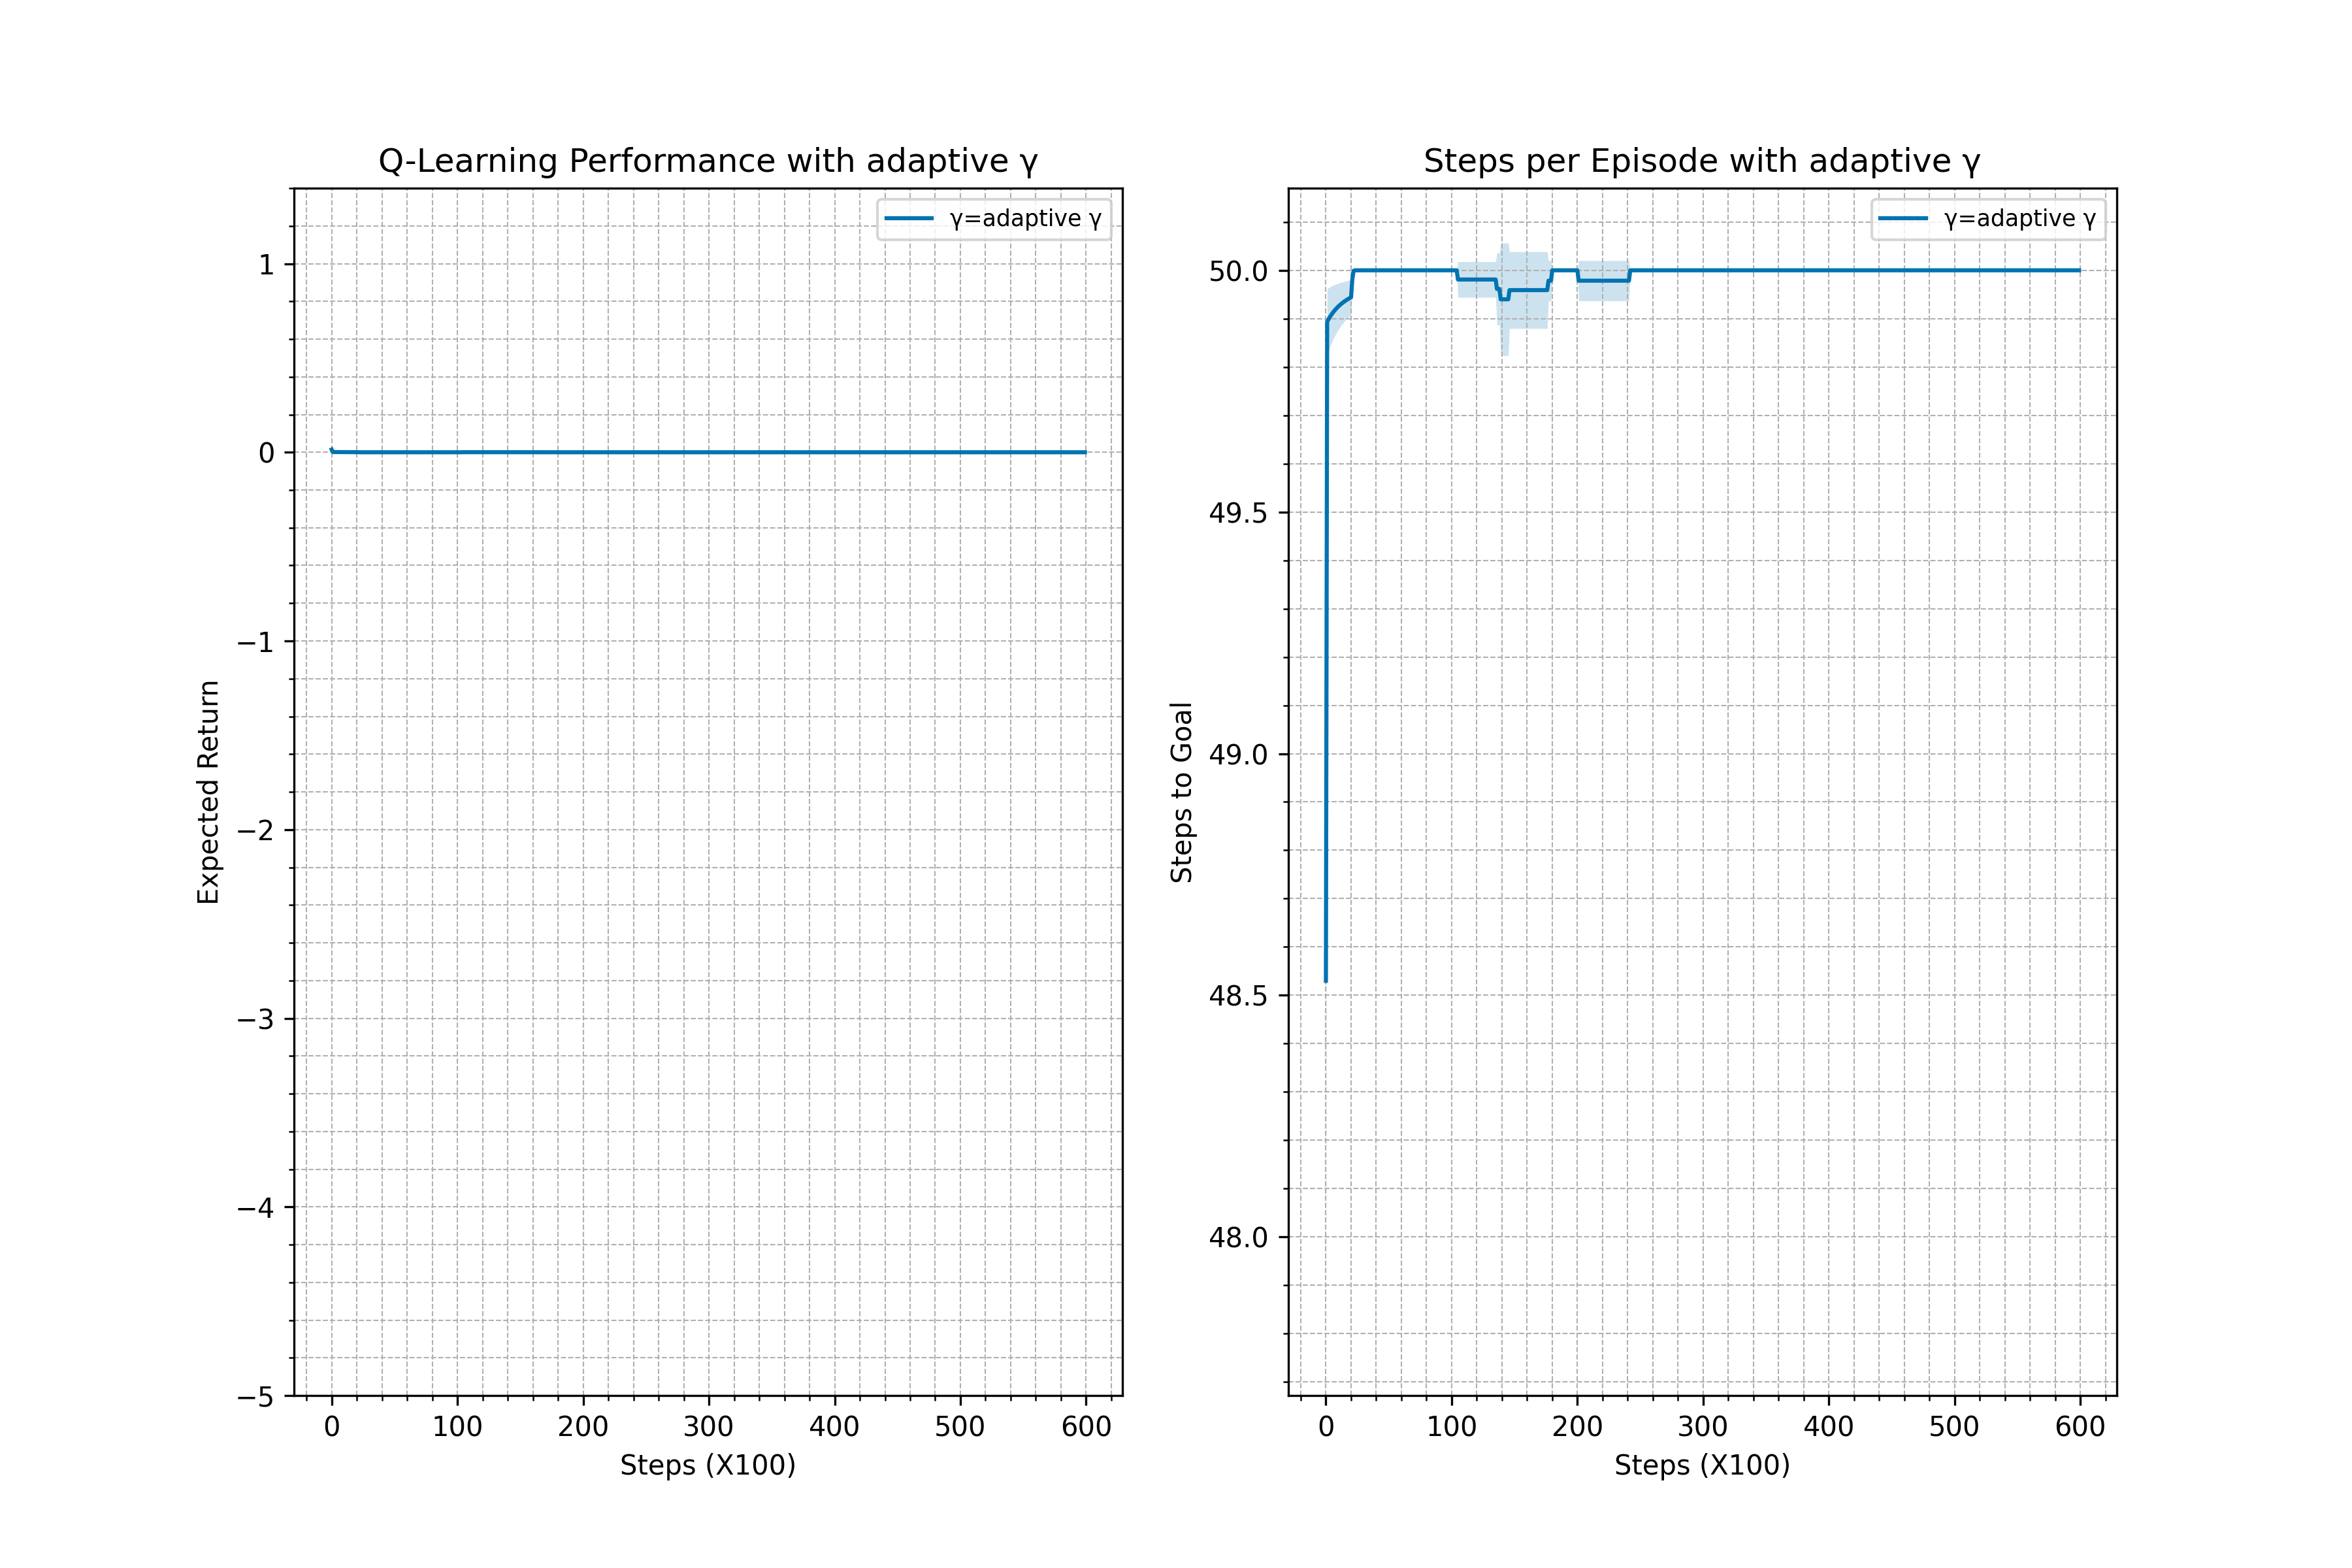 Q-Learning Performance with adaptive γ
γ=adaptive γ
1
0
−1
−2
−3
−4
−5
Expected Return
0 100 200 300 400 500 600
Steps (X100)
Steps per Episode with adaptive γ
γ=adaptive γ
50.0
49.5
49.0
48.5
48.0
Steps to Goal
0 100 200 300 400 500 600
Steps (X100)